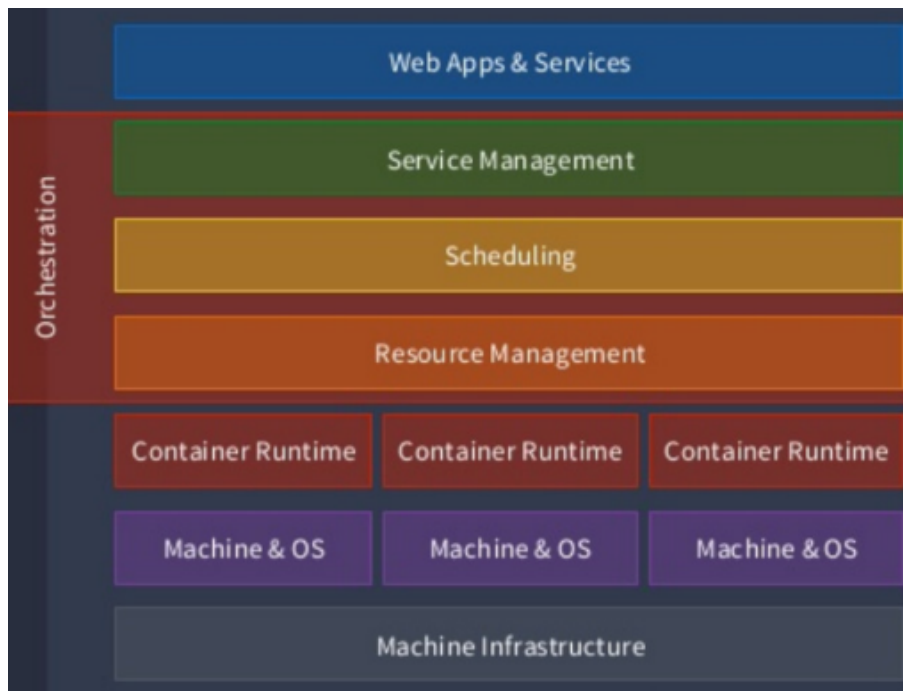 Web Apps & Services
Orchestration
Service Management
Scheduling
Resource Management
Container Runtime
Container Runtime
Container Runtime
Machine & OS
Machine & OS
Machine & OS
Machine Infrastructure